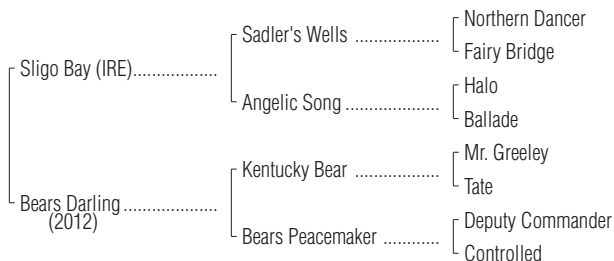 Northern Dancer
Sadler's Wells ....................
Fairy Bridge
Sligo Bay (IRE)....................
Halo
Angelic Song ......................
Ballade
Mr. Greeley
Kentucky Bear .....................
Tate
Bears Darling ......................
(2012)
Deputy Commander
Bears Peacemaker .............
Controlled